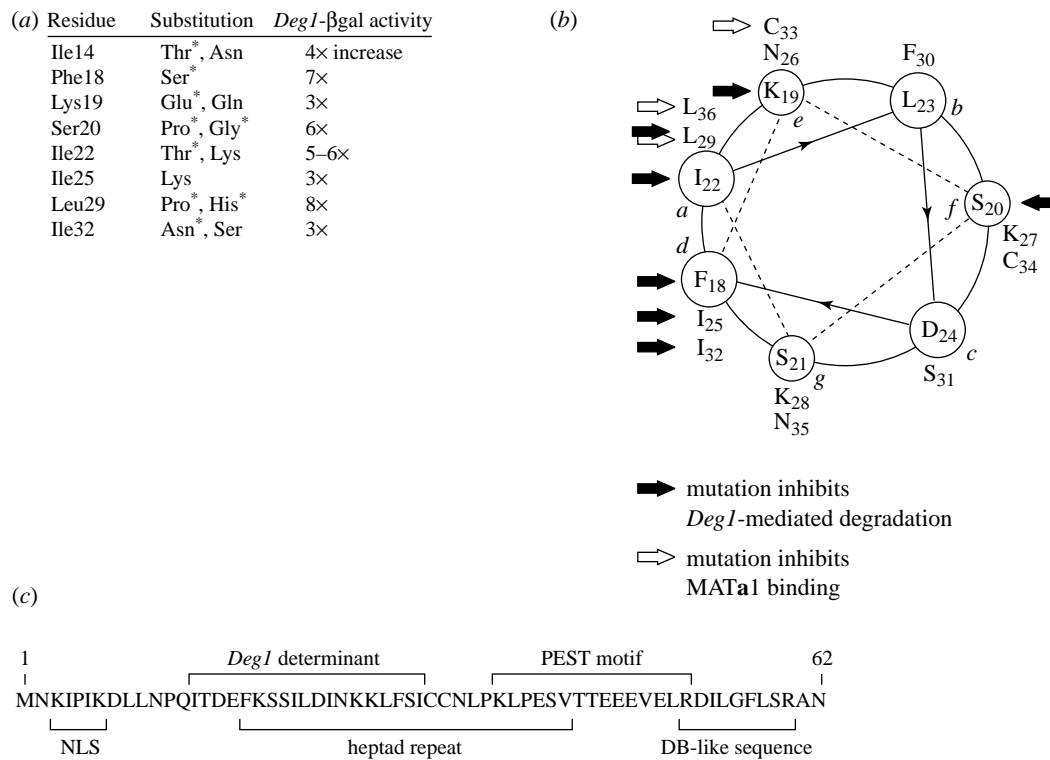 (a)
Residue Substitution Deg1-βgal activity
Ile14 Thr*, Asn 4× increase
Phe18 Ser* 7×
Lys19 Glu*, Gln 3×
Ser20 Pro*, Gly* 6×
Ile22 Thr*, Lys 5–6×
Ile25 Lys 3×
Leu29 Pro*, His* 8×
Ile32 Asn*, Ser 3×
(b)
C33
N26
K19
e
F30
L23
b
L36
L29
I22
a
S20
f
K27
C34
d
F18
I25
I32
D24
c
S31
S21
g
K28
N35
mutation inhibits
Deg1-mediated degradation
mutation inhibits
MATa1 binding
(c)
1 62
Deg1 determinant PEST motif
MNKIPIKDLLNPQITDEFKSSILDINKKLFSICCNLPKLPESVTTEEEVELRDILGFLSRAN
NLS heptad repeat DB-like sequence